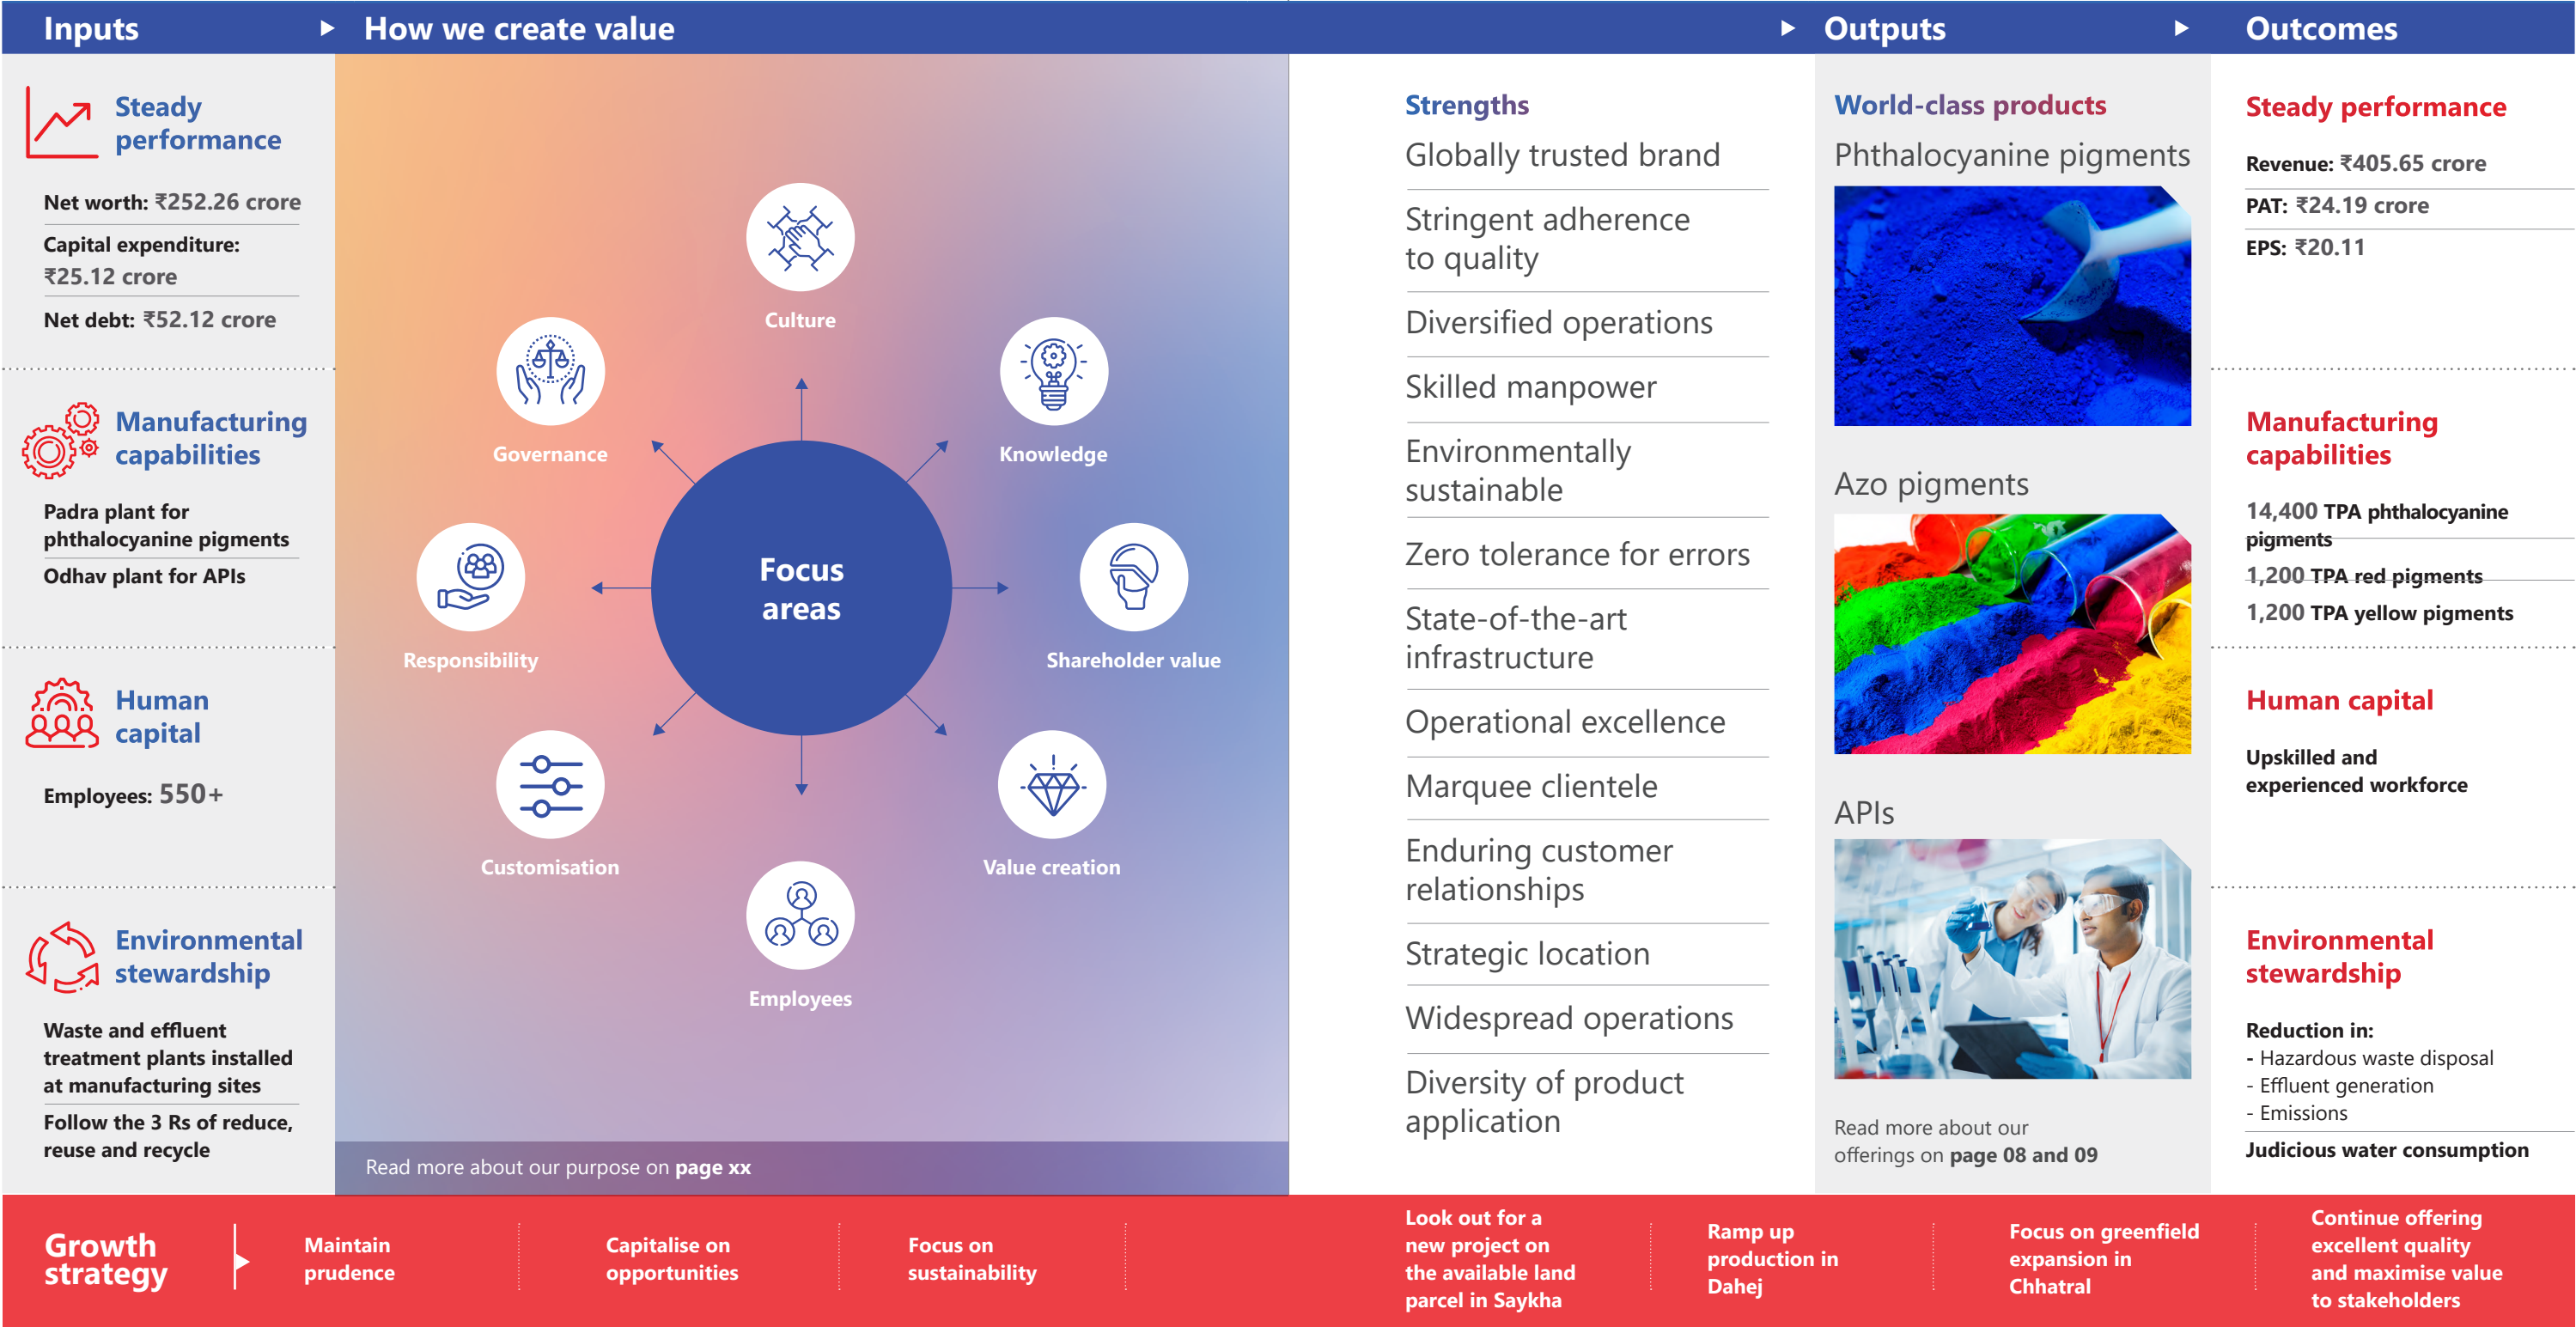 Inputs
How we create value
Outputs
Outcomes
Steady
performance
Net worth: ₹252.26 crore
Capital expenditure:
₹25.12 crore
Net debt: ₹52.12 crore
Manufacturing
capabilities
Padra plant for
phthalocyanine pigments
Odhav plant for APIs
Human
capital
Employees: 550+
Environmental
stewardship
Waste and effluent
treatment plants installed
at manufacturing sites
Follow the 3 Rs of reduce,
reuse and recycle
Focus
areas
Culture
Knowledge
Shareholder value
Value creation
Employees
Customisation
Responsibility
Governance
Read more about our purpose on page xx
Strengths
Globally trusted brand
Stringent adherence
to quality
Diversified operations
Skilled manpower
Environmentally
sustainable
Zero tolerance for errors
State-of-the-art
infrastructure
Operational excellence
Marquee clientele
Enduring customer
relationships
Strategic location
Widespread operations
Diversity of product
application
World-class products
Phthalocyanine pigments
Azo pigments
APIs
Read more about our
offerings on page 08 and 09
Steady performance
Revenue: ₹405.65 crore
PAT: ₹24.19 crore
EPS: ₹20.11
Manufacturing
capabilities
14,400 TPA phthalocyanine
pigments
1,200 TPA red pigments
1,200 TPA yellow pigments
Human capital
Upskilled and
experienced workforce
Environmental
stewardship
Reduction in:
- Hazardous waste disposal
- Effluent generation
- Emissions
Judicious water consumption
Growth
strategy
Maintain
prudence
Capitalise on
opportunities
Focus on
sustainability
Look out for a
new project on
the available land
parcel in Saykha
Ramp up
production in
Dahej
Focus on greenfield
expansion in
Chhatral
Continue offering
excellent quality
and maximise value
to stakeholders